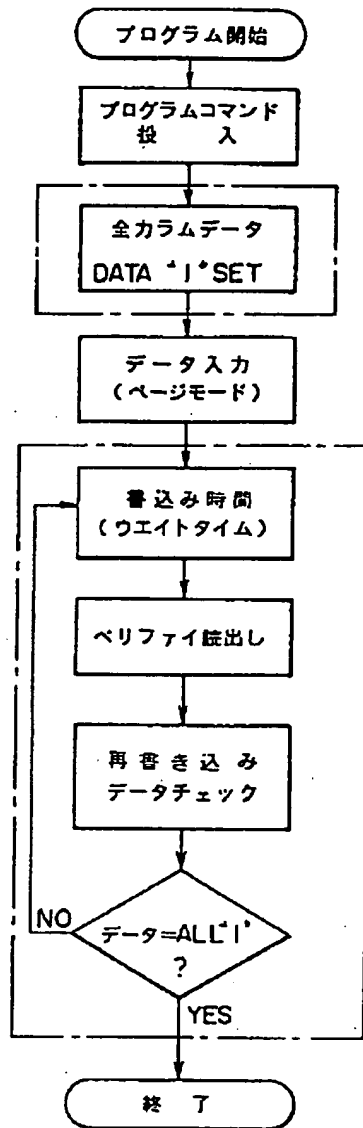 プログラム開始
プログラムコマンド
投 入
全カラムデータ
DATA "1" SET
データ入力
(ページモード)
書込み時間
(ウエイトタイム)
ベリファイ読出し
再書き込み
データチェック
データ=ALL"1"
?
NO
YES
終 了